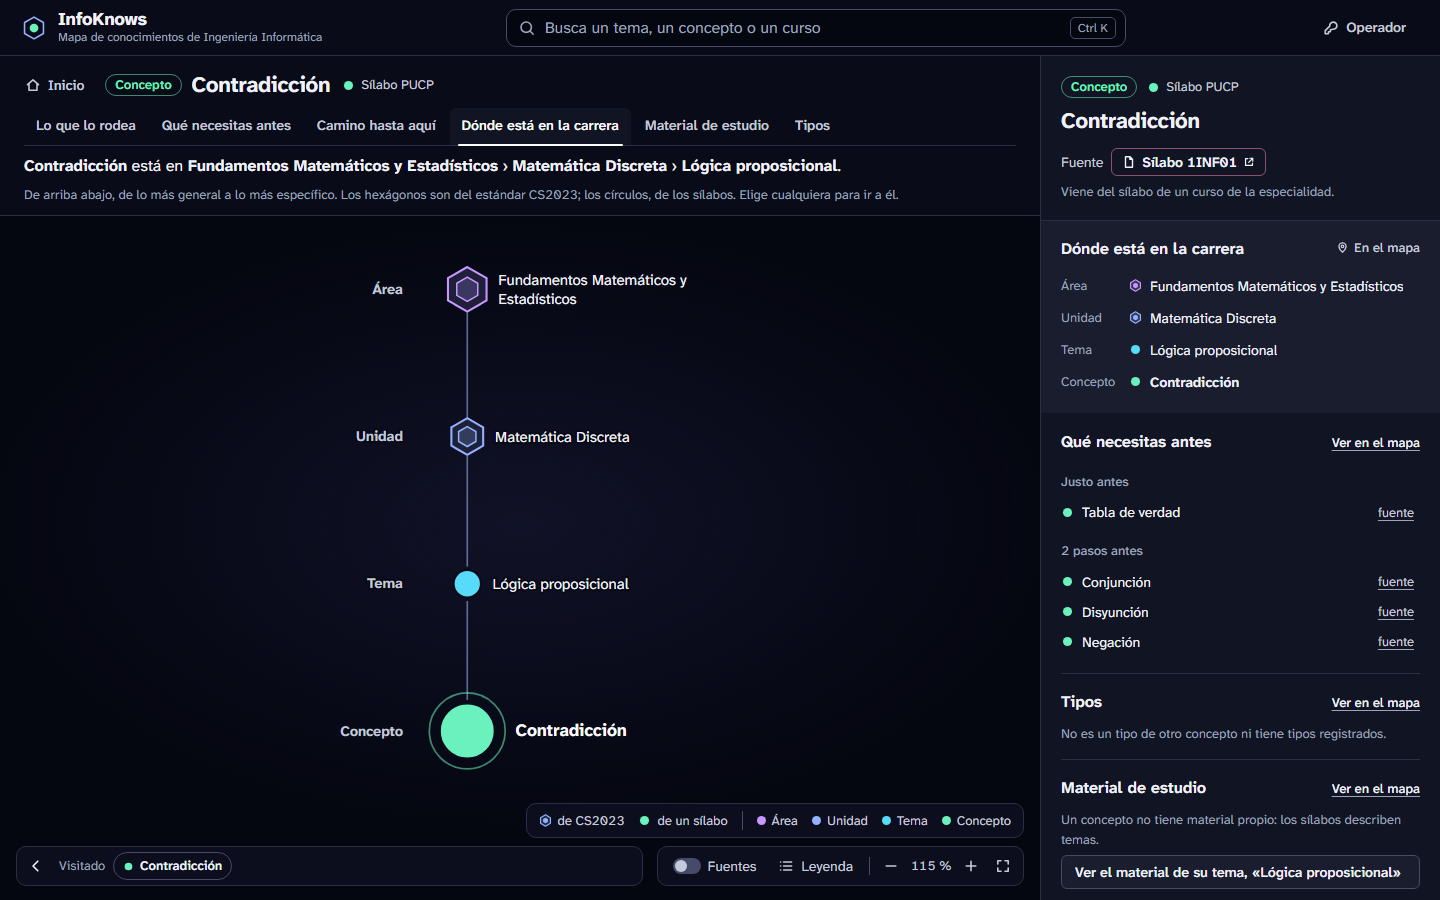 InfoKnows
Mapa de conocimientos de Ingeniería Informática
Busca un tema, un concepto o un curso
Ctrl K
Operador
Inicio
Concepto
Contradicción
Sílabo PUCP
Lo que lo rodea
Qué necesitas antes
Camino hasta aquí
Dónde está en la carrera
Material de estudio
Tipos
Contradicción está en Fundamentos Matemáticos y Estadísticos › Matemática Discreta › Lógica proposicional.
De arriba abajo, de lo más general a lo más específico. Los hexágonos son del estándar CS2023; los círculos, de los sílabos. Elige cualquiera para ir a él.
Área
Fundamentos Matemáticos y
Estadísticos
Unidad
Matemática Discreta
Tema
Lógica proposicional
Concepto
Contradicción
de CS2023
de un sílabo
Área
Unidad
Tema
Concepto
Visitado
Contradicción
Fuentes
Leyenda
115 %
Concepto
Sílabo PUCP
Contradicción
Fuente
Sílabo 1INF01
Viene del sílabo de un curso de la especialidad.
Dónde está en la carrera
En el mapa
Área
Fundamentos Matemáticos y Estadísticos
Unidad
Matemática Discreta
Tema
Lógica proposicional
Concepto
Contradicción
Qué necesitas antes
Ver en el mapa
Justo antes
Tabla de verdad
fuente
2 pasos antes
Conjunción
fuente
Disyunción
fuente
Negación
fuente
Tipos
Ver en el mapa
No es un tipo de otro concepto ni tiene tipos registrados.
Material de estudio
Ver en el mapa
Un concepto no tiene material propio: los sílabos describen
temas.
Ver el material de su tema, «Lógica proposicional»